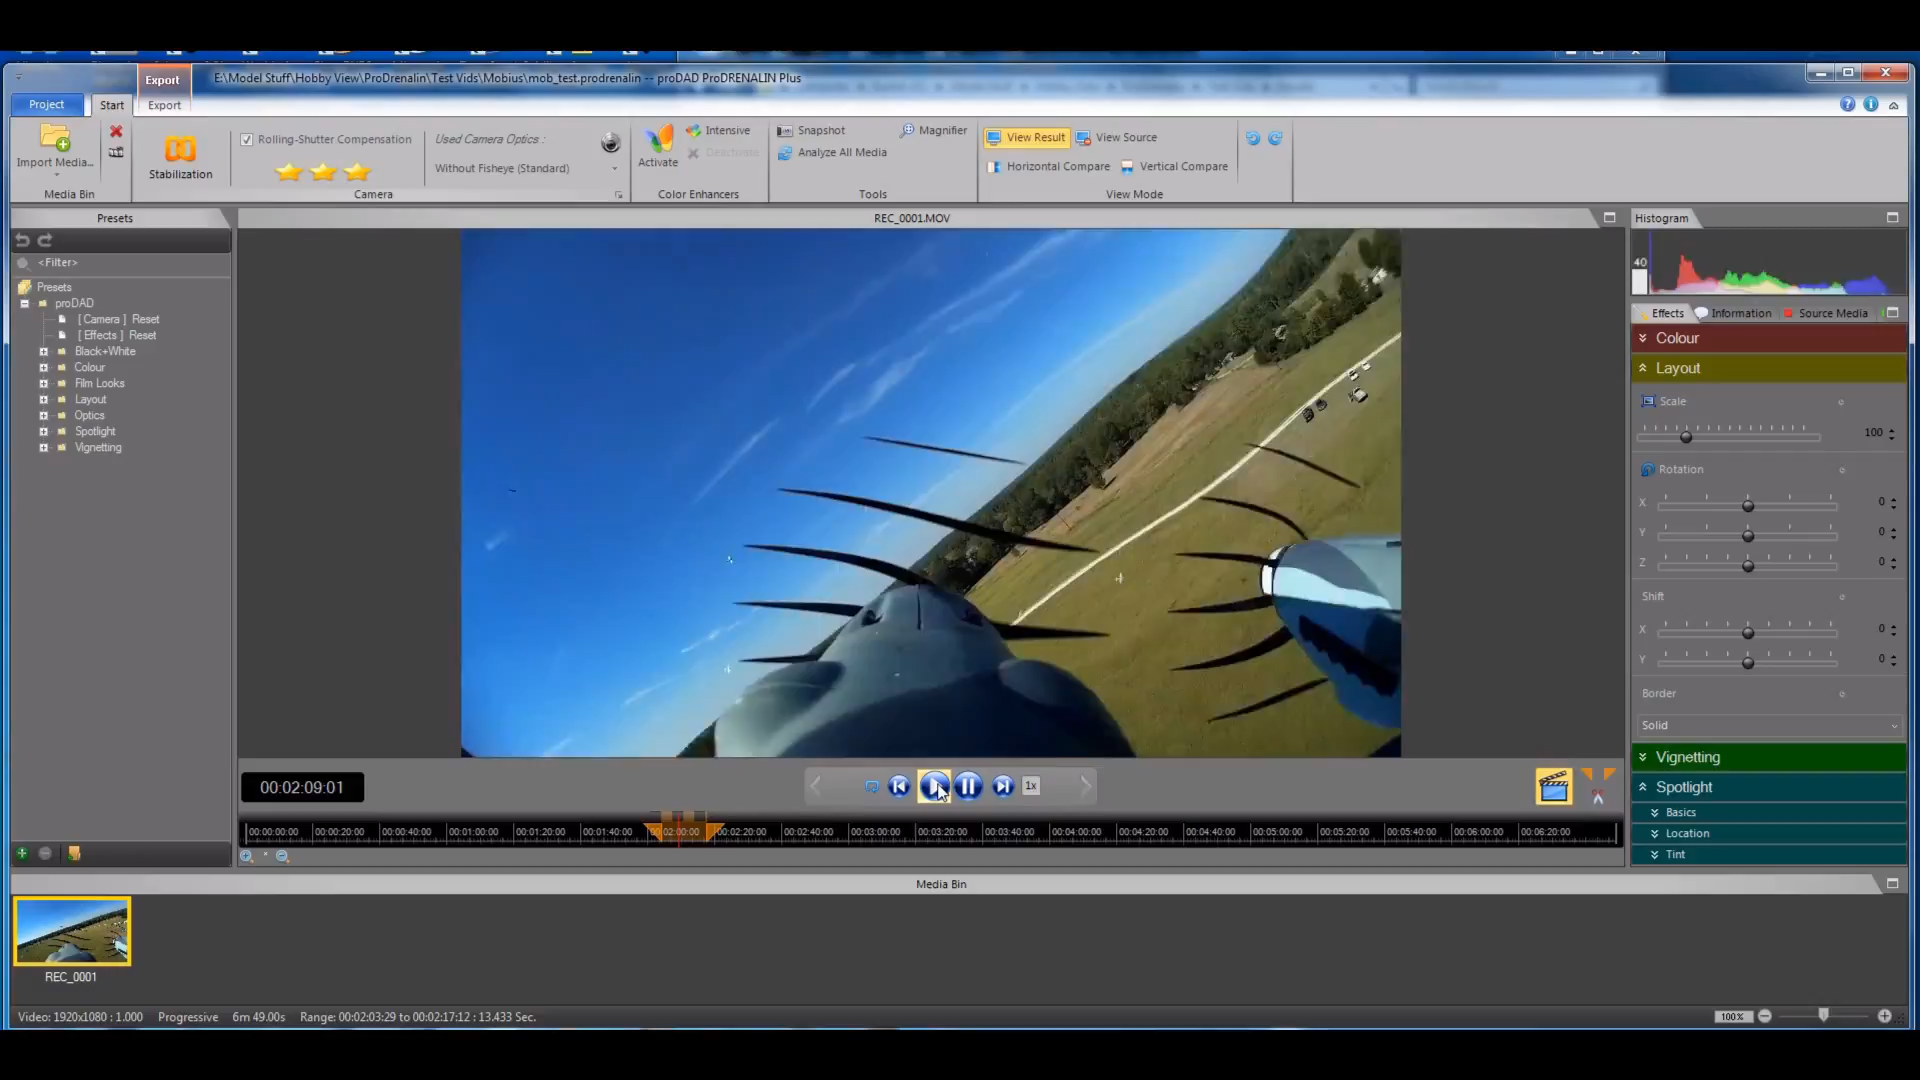 Export
E:\Model Stuff\Hobby View\ProDrenalin\Test Vids\Mobius\mob_test.prodrenalin -- proDAD ProDRENALIN Plus
Project
Start
Export
Import Media...
Media Bin
Stabilization
Rolling-Shutter Compensation
Used Camera Optics :
Without Fisheye (Standard)
Camera
Activate
Intensive
Deactivate
Color Enhancers
Snapshot
Magnifier
Analyze All Media
Tools
View Result
View Source
Horizontal Compare
Vertical Compare
View Mode
Presets
REC_0001.MOV
Histogram
<Filter>
40
Presets
proDAD
[ Camera ] Reset
[ Effects ] Reset
Black+White
Colour
Film Looks
Layout
Optics
Spotlight
Vignetting
Effects
Information
Source Media
Colour
Layout
Scale
100
Rotation
X
0
Y
0
Z
0
Shift
X
0
Y
0
Border
Solid
Vignetting
Spotlight
Basics
Location
Tint
00:02:09:01
1x
00:00:00:00
00:00:20:00
00:00:40:00
00:01:00:00
00:01:20:00
00:01:40:00
00:02:00:00
00:02:20:00
00:02:40:00
00:03:00:00
00:03:20:00
00:03:40:00
00:04:00:00
00:04:20:00
00:04:40:00
00:05:00:00
00:05:20:00
00:05:40:00
00:06:00:00
00:06:20:00
Media Bin
REC_0001
Video: 1920x1080 : 1.000
Progressive
6m 49.00s
Range: 00:02:03:29 to 00:02:17:12 : 13.433 Sec.
100%